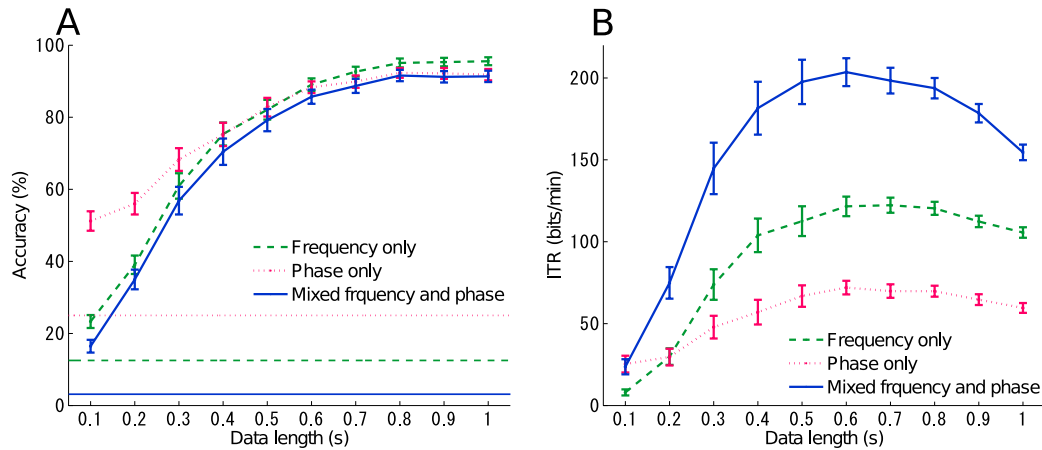 A
Accuracy (%)
100
80
60
40
20
0
0.1 0.2 0.3 0.4 0.5 0.6 0.7 0.8 0.9 1
Data length (s)
Frequency only
Phase only
Mixed frquency and phase
B
ITR (bits/min)
200
150
100
50
0
0.1 0.2 0.3 0.4 0.5 0.6 0.7 0.8 0.9 1
Data length (s)
Frequency only
Phase only
Mixed frquency and phase